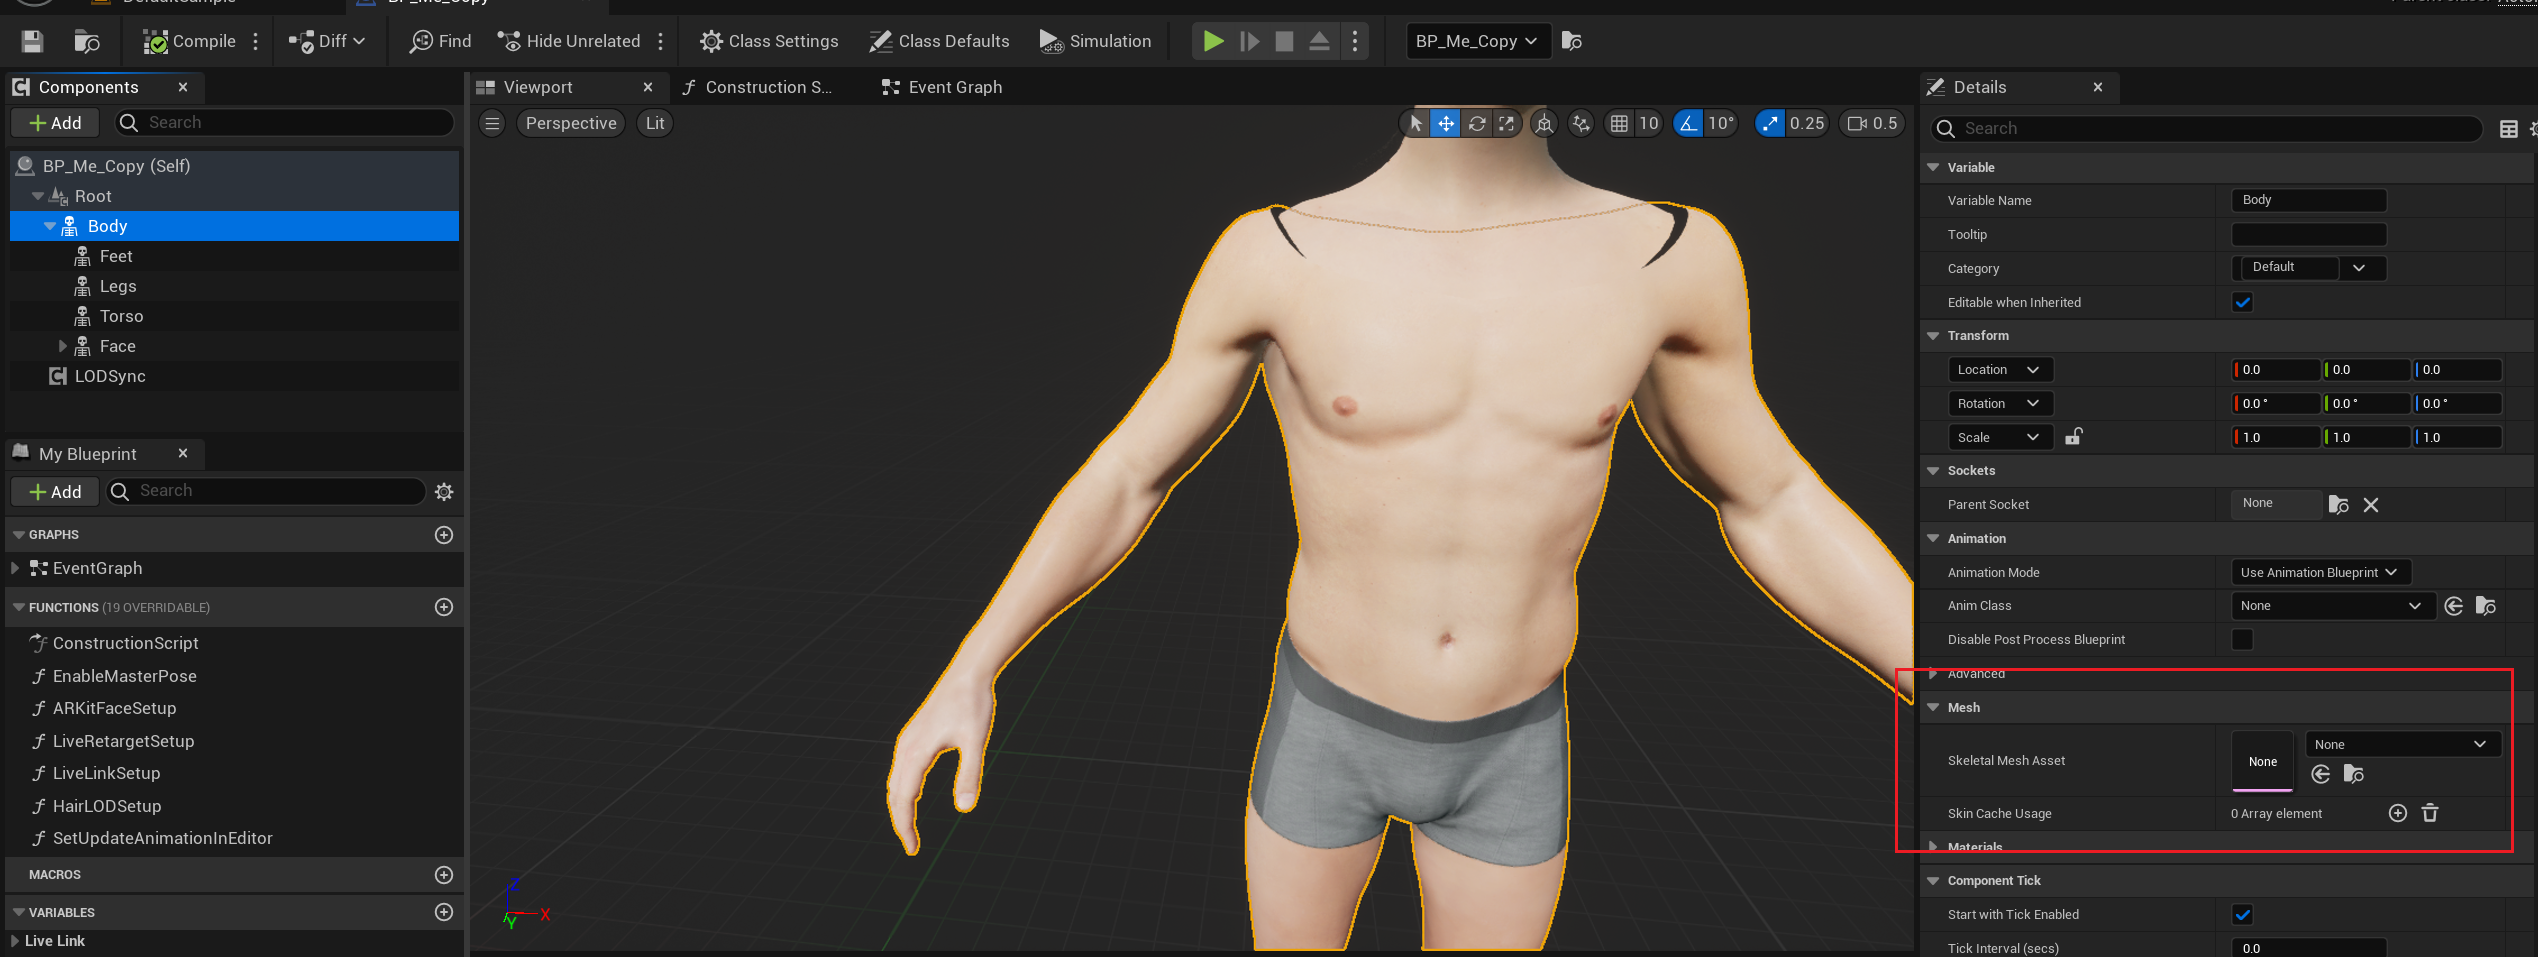 BP_Me_Copy
Compile
Diff
Find
Hide Unrelated
Class Settings
Class Defaults
Simulation
BP_Me_Copy
Components
Add
Search
BP_Me_Copy (Self)
Root
Body
Feet
Legs
Torso
Face
LODSync
My Blueprint
Add
Search
GRAPHS
EventGraph
FUNCTIONS (19 OVERRIDABLE)
ConstructionScript
EnableMasterPose
ARKitFaceSetup
LiveRetargetSetup
LiveLinkSetup
HairLODSetup
SetUpdateAnimationInEditor
MACROS
VARIABLES
Live Link
Viewport
Construction S...
Event Graph
Perspective
Lit
10
10°
0.25
0.5
Z
X
Y
Details
Search
Variable
Variable Name Body
Tooltip
Category Default
Editable when Inherited
Transform
Location 0.0 0.0 0.0
Rotation 0.0 ° 0.0 ° 0.0 °
Scale 1.0 1.0 1.0
Sockets
Parent Socket None
Animation
Animation Mode Use Animation Blueprint
Anim Class None
Disable Post Process Blueprint
Advanced
Mesh
Skeletal Mesh Asset None None
Skin Cache Usage 0 Array element
Materials
Component Tick
Start with Tick Enabled
Tick Interval (secs) 0.0